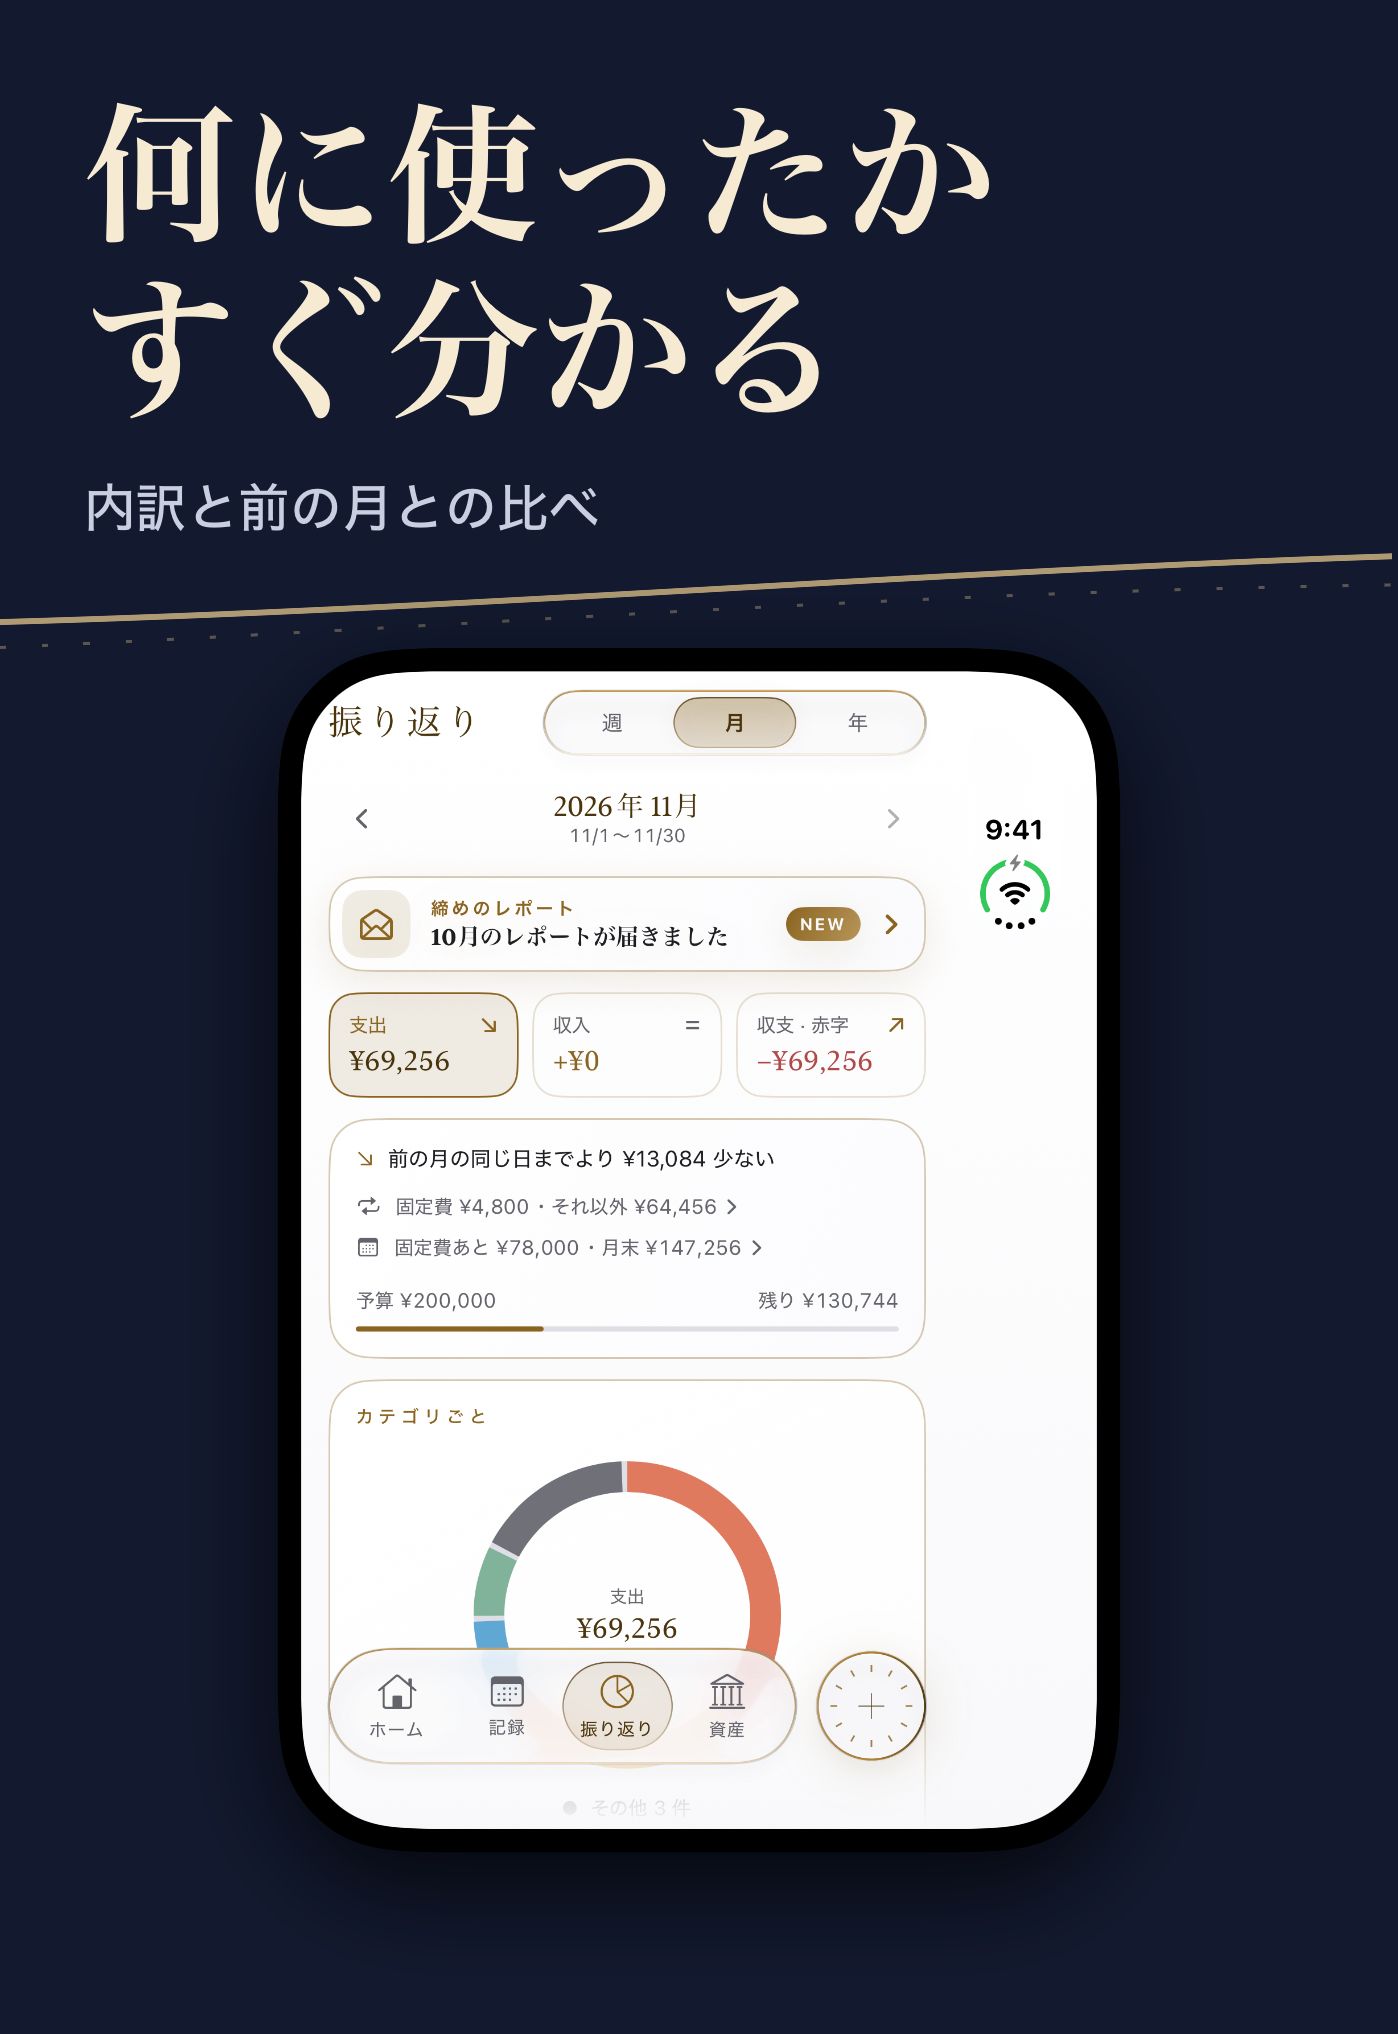 何に使ったか
すぐ分かる
内訳と前の月との比べ
振り返り
週 月 年
2026年 11月
11/1〜11/30
9:41
締めのレポート
10月のレポートが届きました
NEW
支出
¥69,256
収入 =
+¥0
収支・赤字
−¥69,256
前の月の同じ日までより ¥13,084 少ない
固定費 ¥4,800・それ以外 ¥64,456
固定費あと ¥78,000・月末 ¥147,256
予算 ¥200,000 残り ¥130,744
カテゴリごと
支出
¥69,256
ホーム 記録 振り返り 資産
その他 3 件